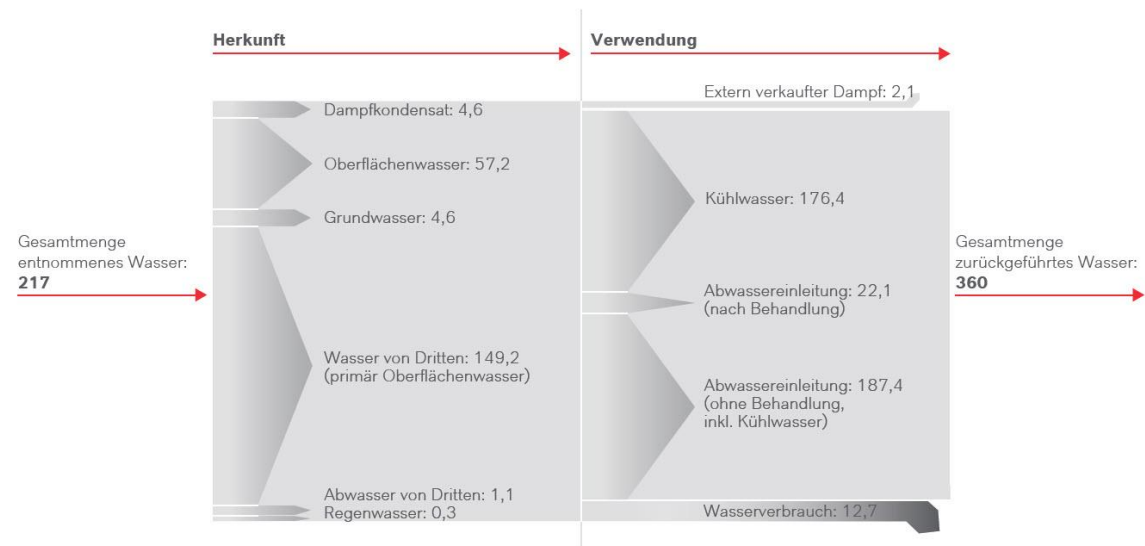 Herkunft
Verwendung
Extern verkaufter Dampf: 2,1
Dampfkondensat: 4,6
Oberflächenwasser: 57,2
Kühlwasser: 176,4
Grundwasser: 4,6
Gesamtmenge
entnommenes Wasser:
217
Gesamtmenge
zurückgeführtes Wasser:
360
Abwassereinleitung: 22,1
(nach Behandlung)
Wasser von Dritten: 149,2
(primär Oberflächenwasser)
Abwassereinleitung: 187,4
(ohne Behandlung,
inkl. Kühlwasser)
Abwasser von Dritten: 1,1
Regenwasser: 0,3
Wasserverbrauch: 12,7